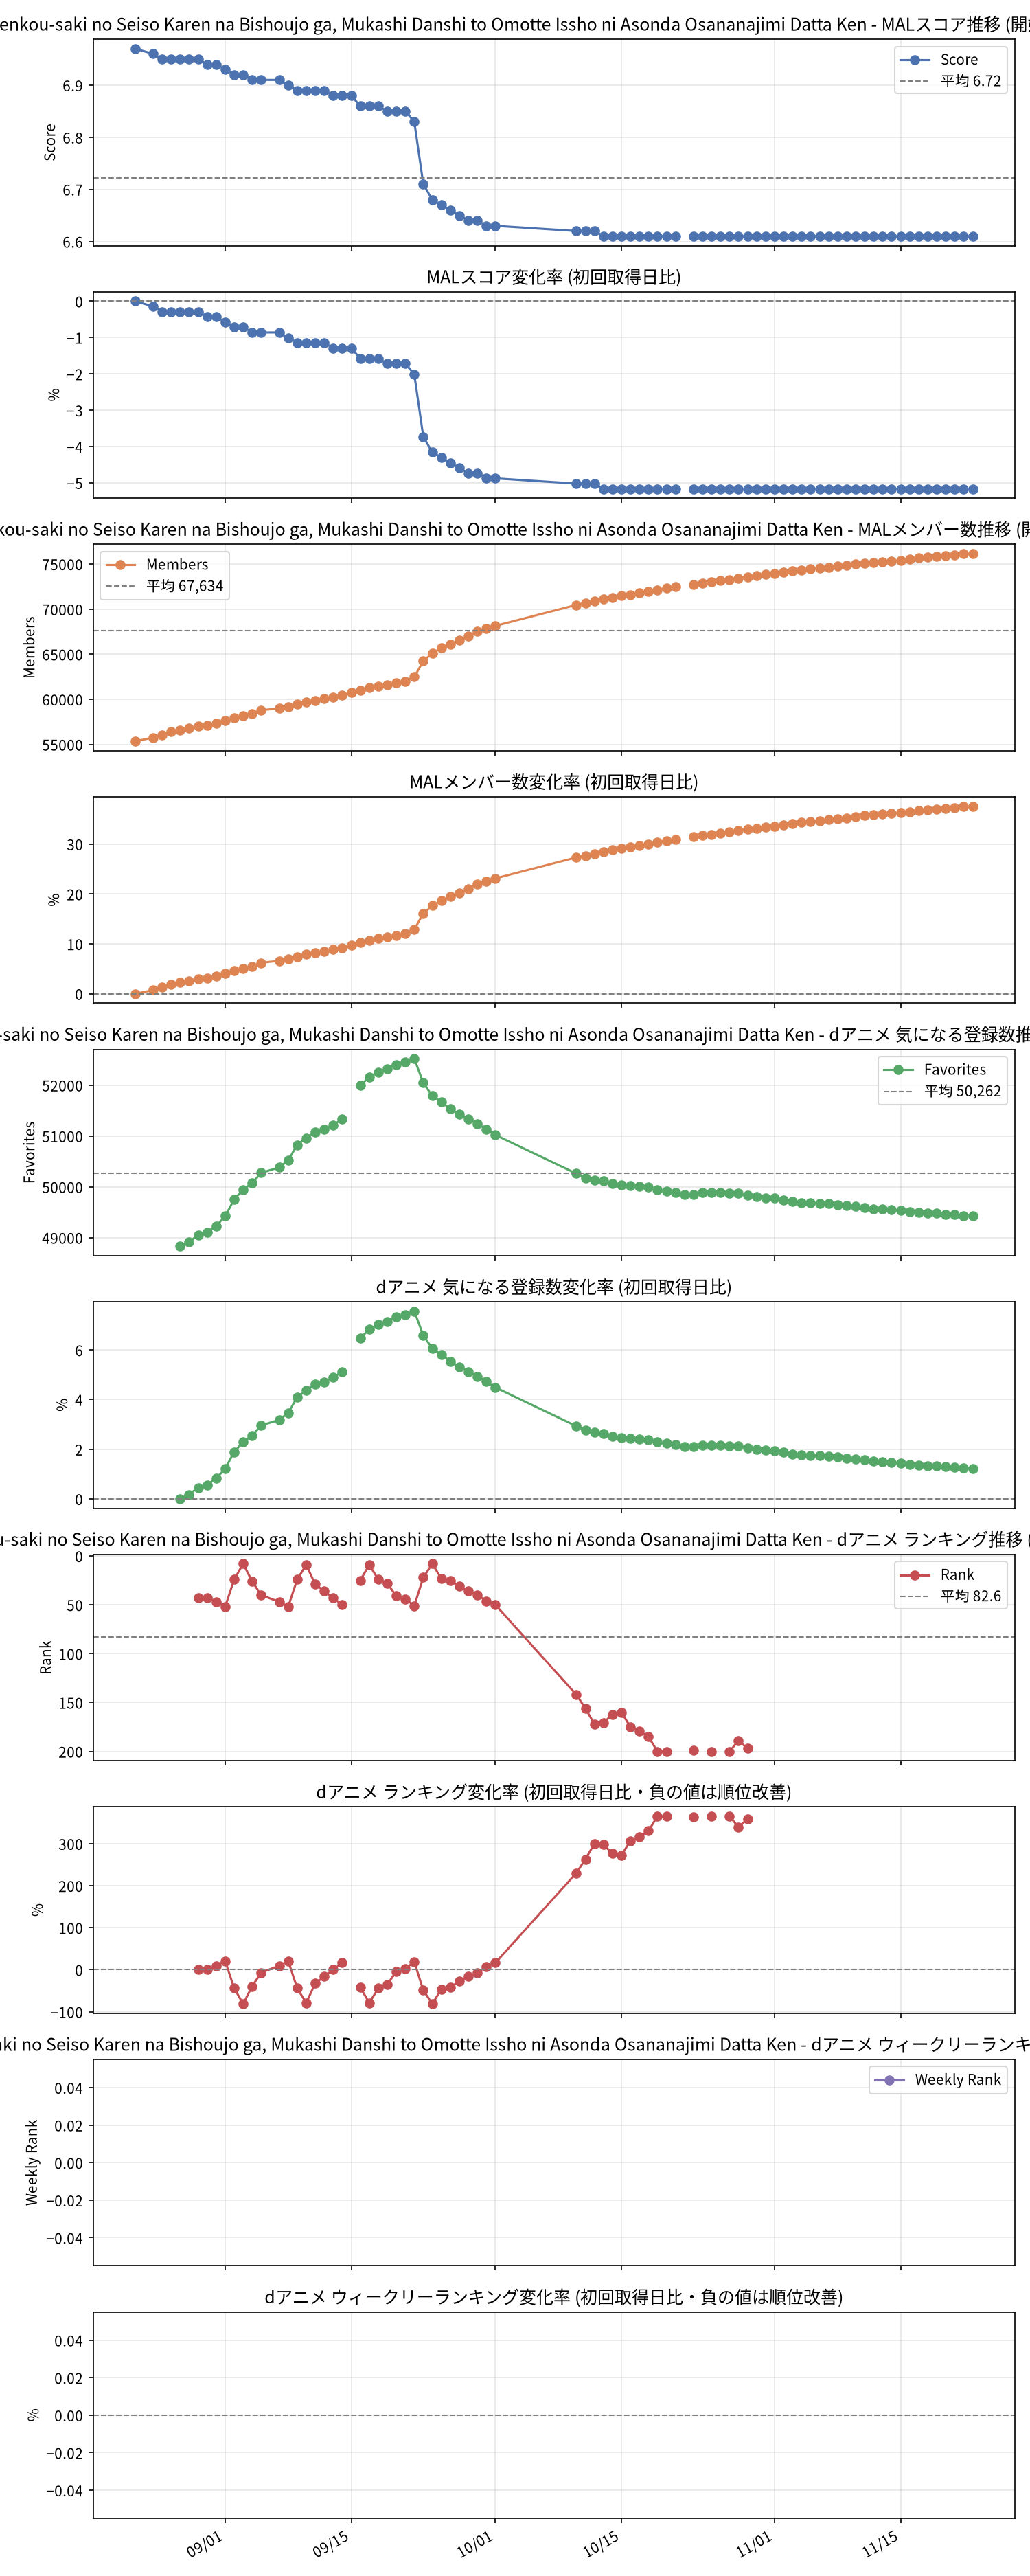 enkou-saki no Seiso Karen na Bishoujo ga, Mukashi Danshi to Omotte Issho ni Asonda Osananajimi Datta Ken - MALスコア推移 (開
Score
6.9
6.8
6.7
6.6
Score
平均 6.72
MALスコア変化率 (初回取得日比)
%
0
−1
−2
−3
−4
−5
kou-saki no Seiso Karen na Bishoujo ga, Mukashi Danshi to Omotte Issho ni Asonda Osananajimi Datta Ken - MALメンバー数推移 (開
Members
75000
70000
65000
60000
55000
Members
平均 67,634
MALメンバー数変化率 (初回取得日比)
%
30
20
10
0
-saki no Seiso Karen na Bishoujo ga, Mukashi Danshi to Omotte Issho ni Asonda Osananajimi Datta Ken - dアニメ 気になる登録数推
Favorites
52000
51000
50000
49000
Favorites
平均 50,262
dアニメ 気になる登録数変化率 (初回取得日比)
%
6
4
2
0
u-saki no Seiso Karen na Bishoujo ga, Mukashi Danshi to Omotte Issho ni Asonda Osananajimi Datta Ken - dアニメ ランキング推移 (
Rank
0
50
100
150
200
Rank
平均 82.6
dアニメ ランキング変化率 (初回取得日比・負の値は順位改善)
%
300
200
100
0
−100
ki no Seiso Karen na Bishoujo ga, Mukashi Danshi to Omotte Issho ni Asonda Osananajimi Datta Ken - dアニメ ウィークリーランキ
Weekly Rank
0.04
0.02
0.00
−0.02
−0.04
Weekly Rank
dアニメ ウィークリーランキング変化率 (初回取得日比・負の値は順位改善)
%
0.04
0.02
0.00
−0.02
−0.04
09/01
09/15
10/01
10/15
11/01
11/15